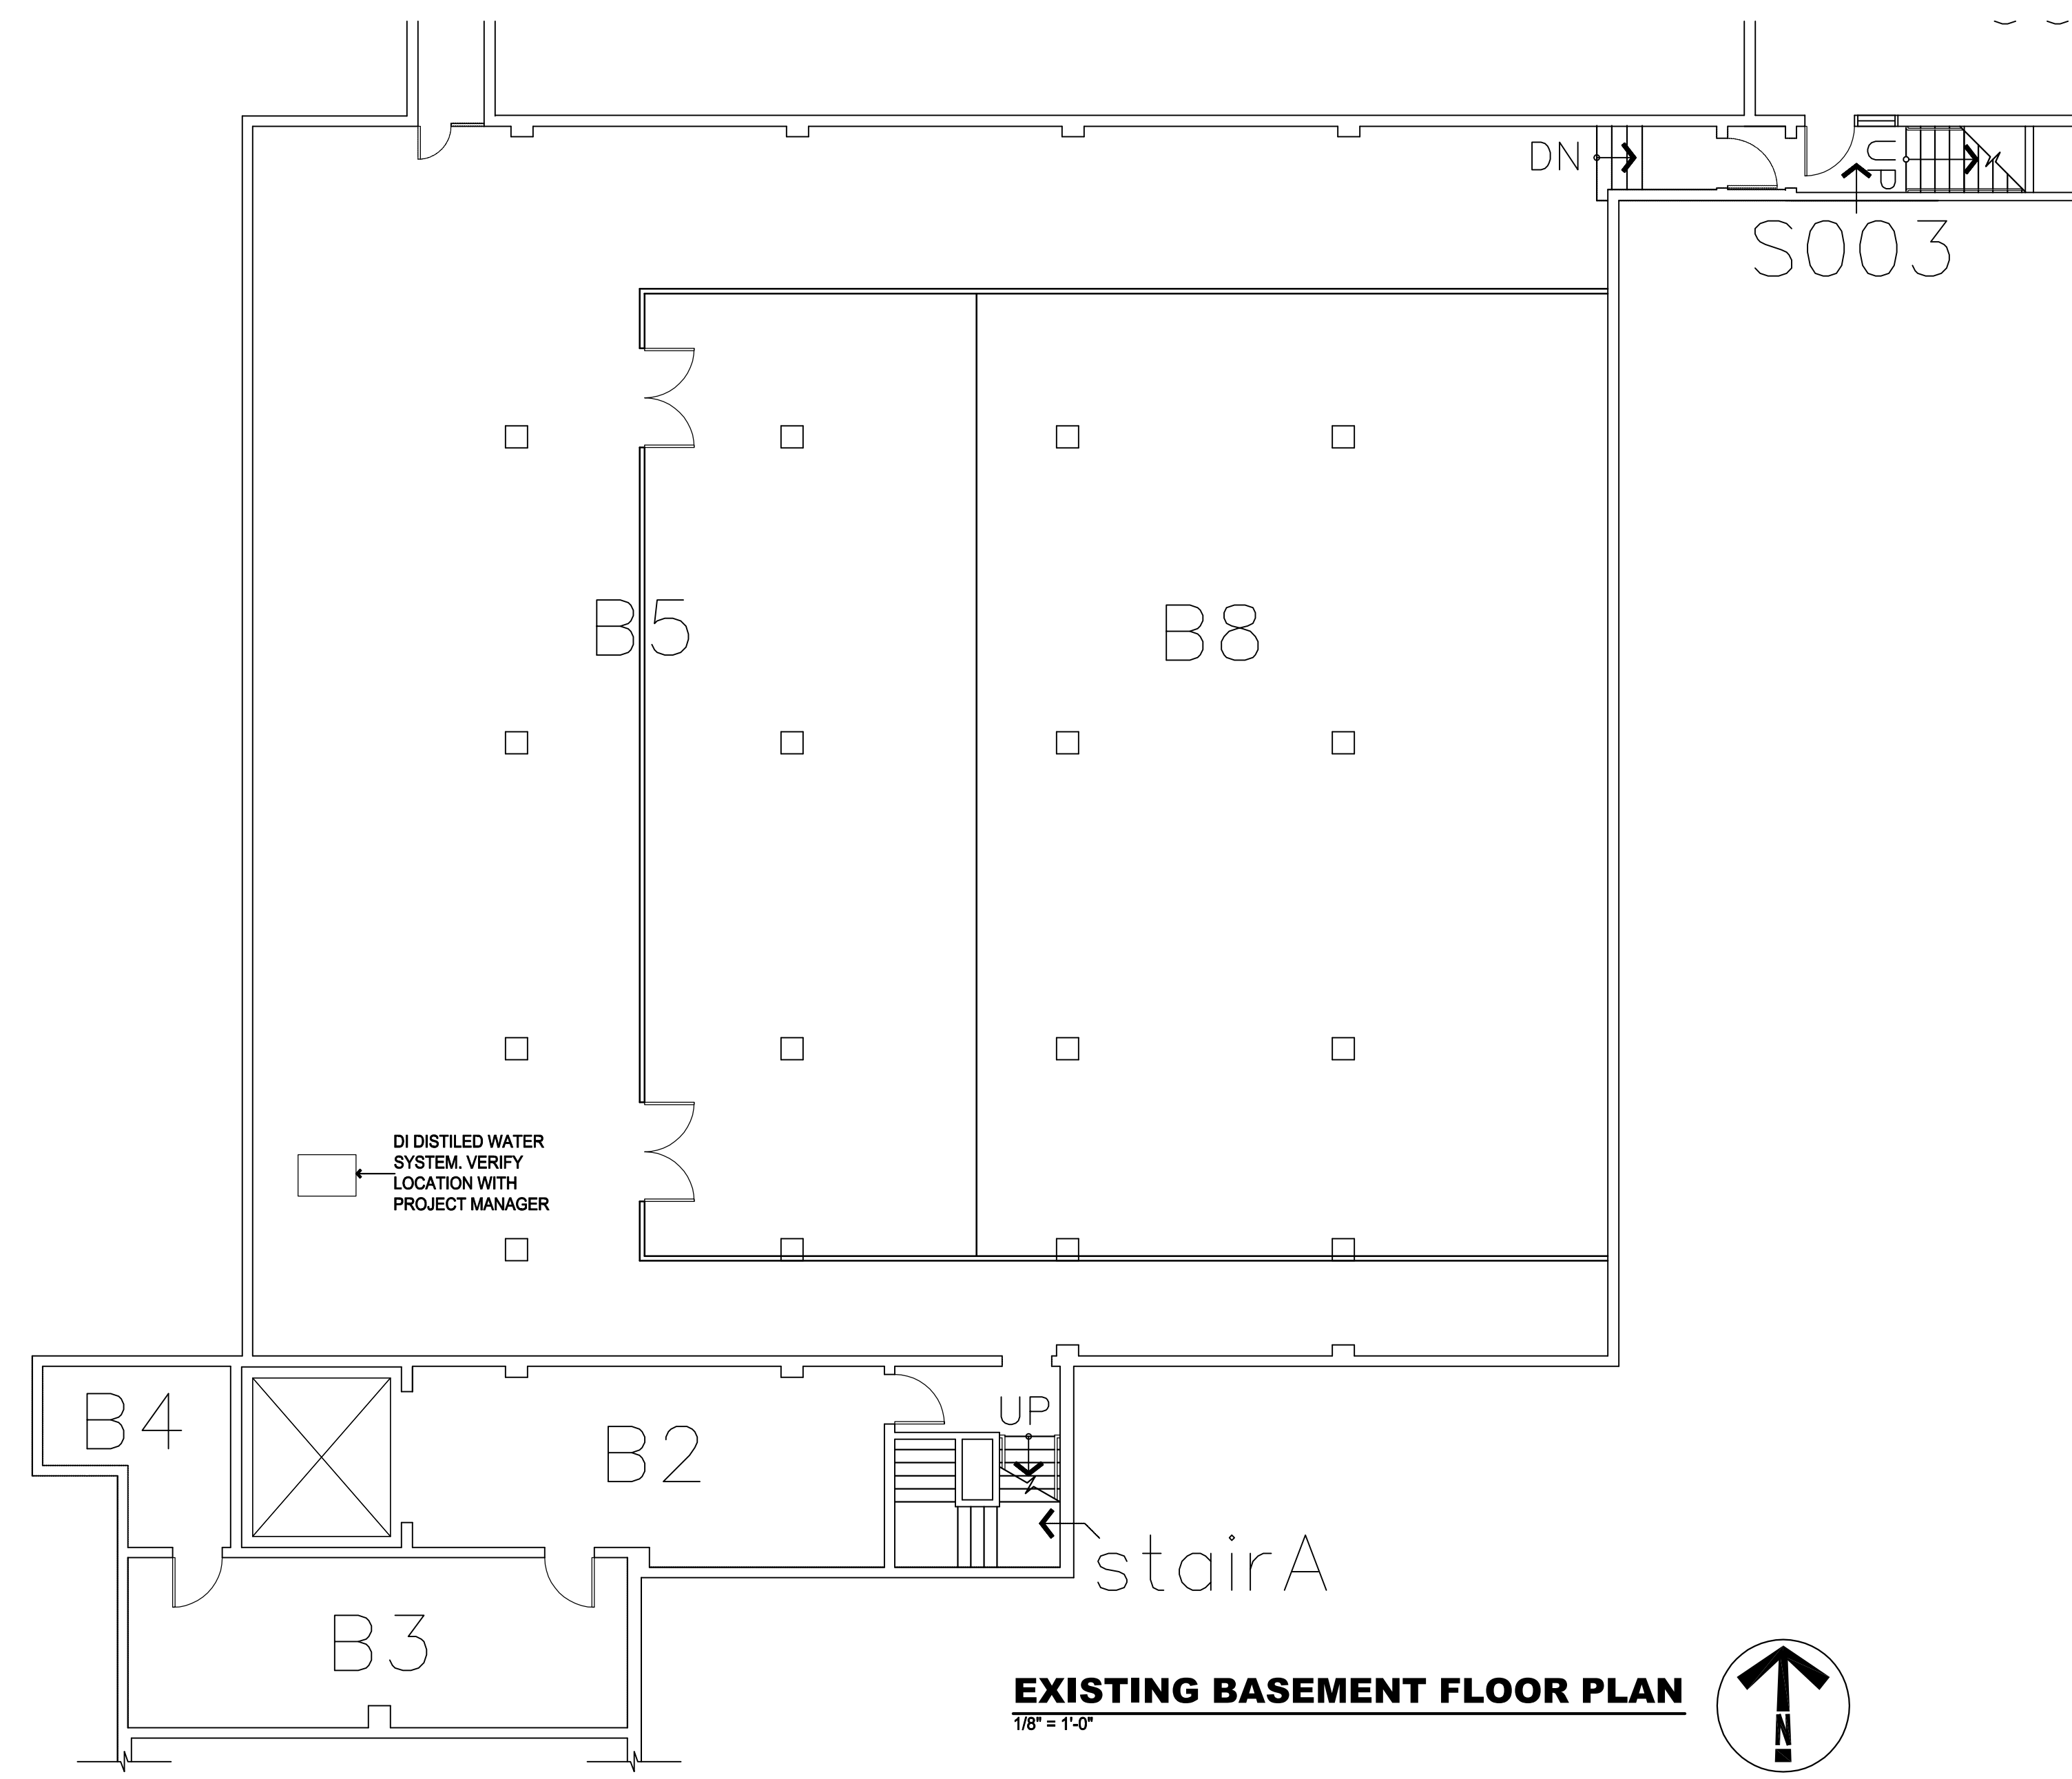 DN
UP
S003
B5
B8
DI DISTILED WATER
SYSTEM. VERIFY
LOCATION WITH
PROJECT MANAGER
B4
B2
UP
stairA
B3
EXISTING BASEMENT FLOOR PLAN
1/8" = 1'-0"
N